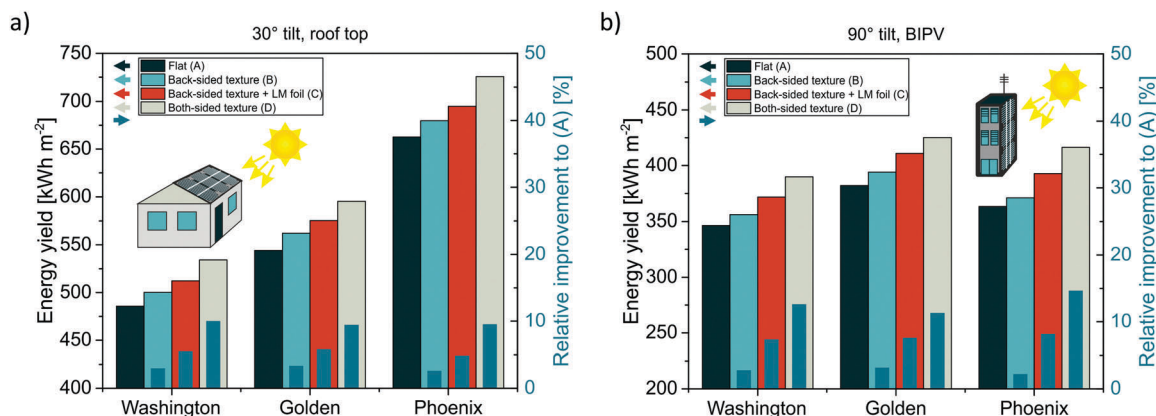 a)
30° tilt, roof top
Energy yield [kWh m⁻²]
750
700
650
600
550
500
450
400
Flat (A)
Back-sided texture (B)
Back-sided texture + LM foil (C)
Both-sided texture (D)
50
40
30
20
10
0
Relative improvement to (A) [%]
Washington
Golden
Phoenix
b)
90° tilt, BIPV
Energy yield [kWh m⁻²]
500
450
400
350
300
250
200
Flat (A)
Back-sided texture (B)
Back-sided texture + LM foil (C)
Both-sided texture (D)
50
40
30
20
10
0
Relative improvement to (A) [%]
Washington
Golden
Phoenix